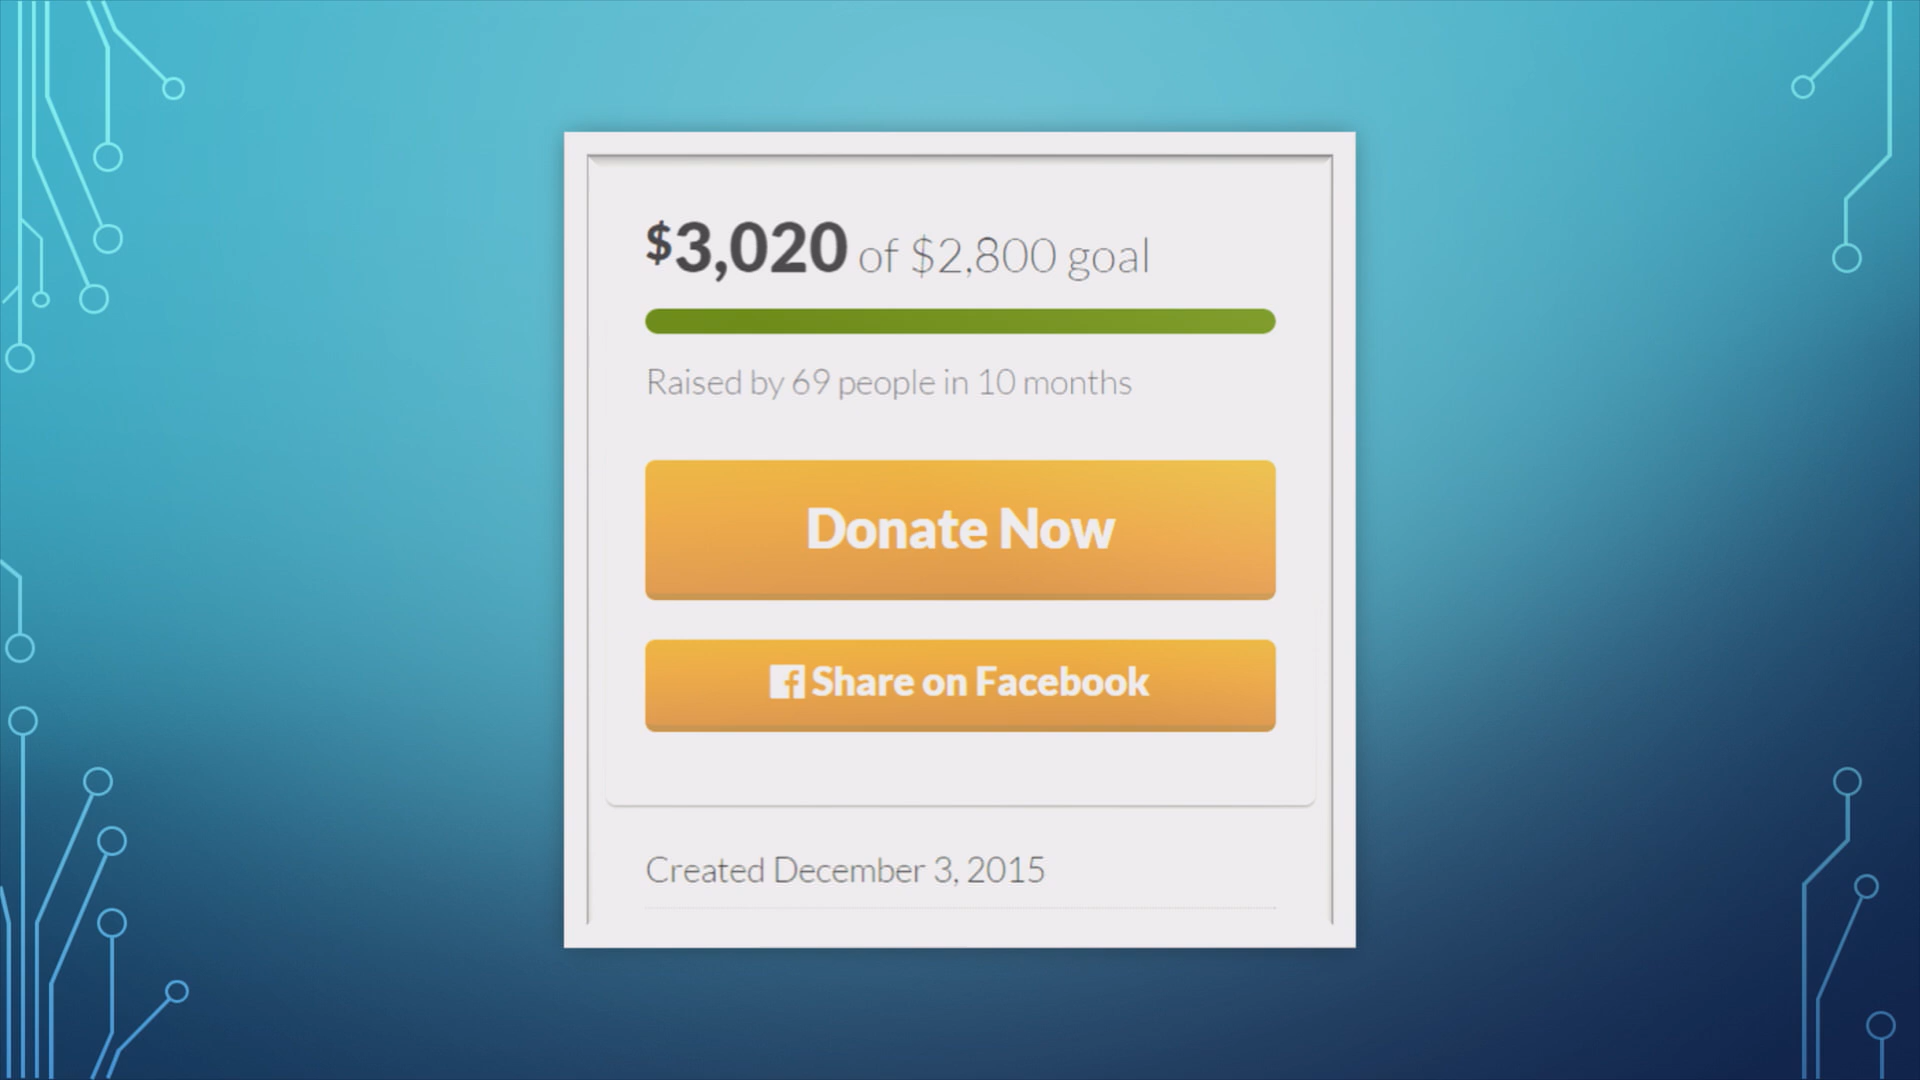 $3,020 of $2,800 goal
Raised by 69 people in 10 months
Donate Now
Share on Facebook
Created December 3, 2015